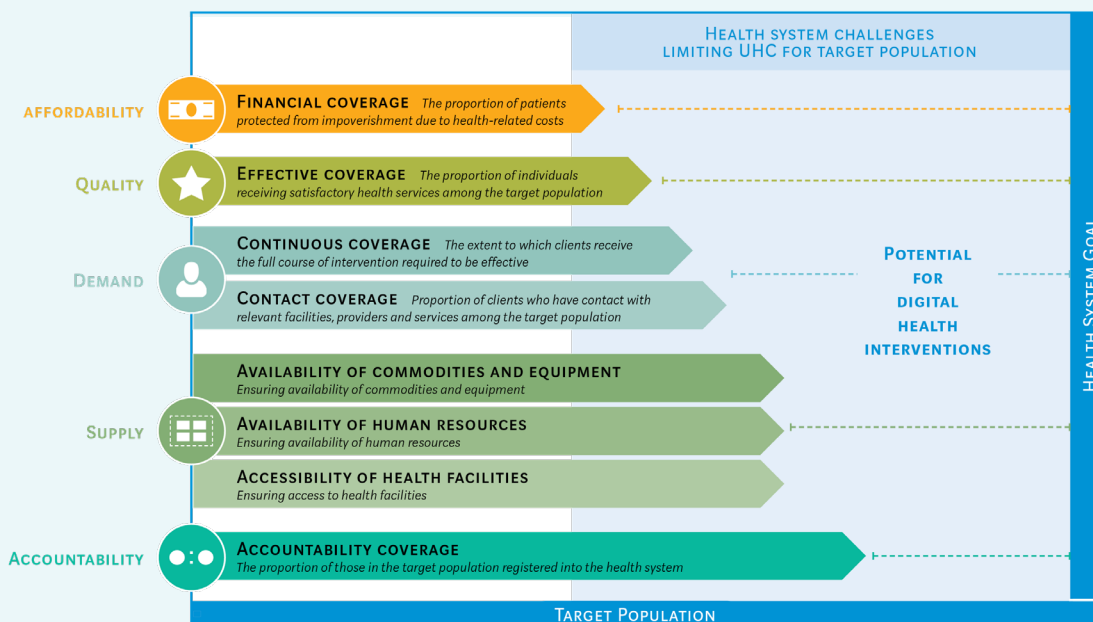 Health system challenges
limiting UHC for target population
Affordability
Financial coverage The proportion of patients
protected from impoverishment due to health-related costs
Quality
Effective coverage The proportion of individuals
receiving satisfactory health services among the target population
Demand
Continuous coverage The extent to which clients receive
the full course of intervention required to be effective
Contact coverage Proportion of clients who have contact with
relevant facilities, providers and services among the target population
Potential
for
digital
health
interventions
Supply
Availability of commodities and equipment
Ensuring availability of commodities and equipment
Availability of human resources
Ensuring availability of human resources
Accessibility of health facilities
Ensuring access to health facilities
Accountability
Accountability coverage
The proportion of those in the target population registered into the health system
Health System Goal
Target Population